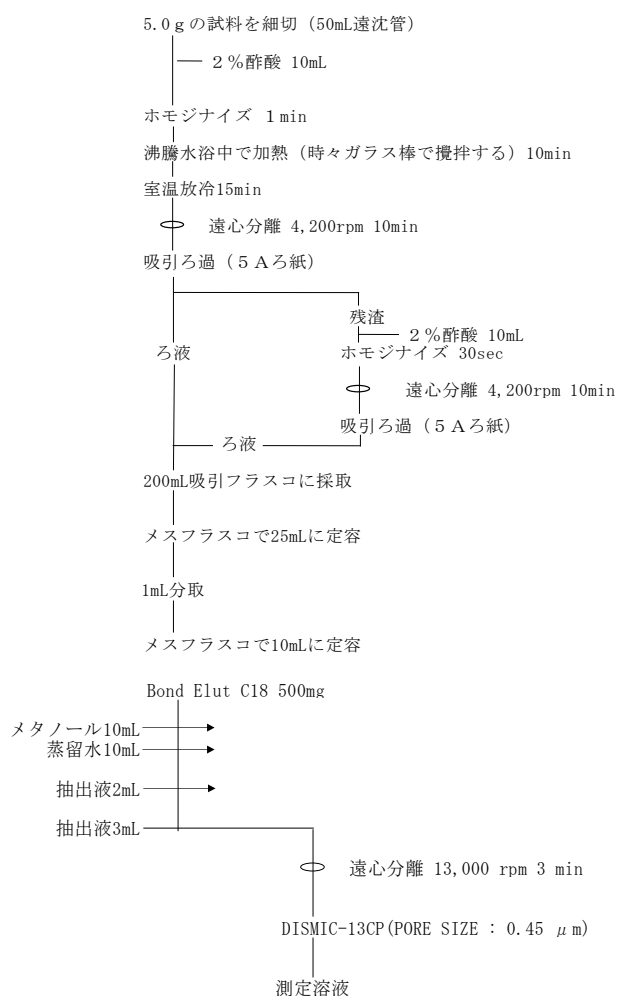 5.0gの試料を細切(50mL遠沈管)
2%酢酸 10mL
ホモジナイズ 1min
沸騰水浴中で加熱(時々ガラス棒で攪拌する)10min
室温放冷15min
遠心分離 4,200rpm 10min
吸引ろ過(5Aろ紙)
残渣
2%酢酸 10mL
ろ液
ホモジナイズ 30sec
遠心分離 4,200rpm 10min
吸引ろ過(5Aろ紙)
ろ液
200mL吸引フラスコに採取
メスフラスコで25mLに定容
1mL分取
メスフラスコで10mLに定容
Bond Elut C18 500mg
メタノール10mL
蒸留水10mL
抽出液2mL
抽出液3mL
遠心分離 13,000 rpm 3 min
DISMIC-13CP(PORE SIZE : 0.45 μm)
測定溶液